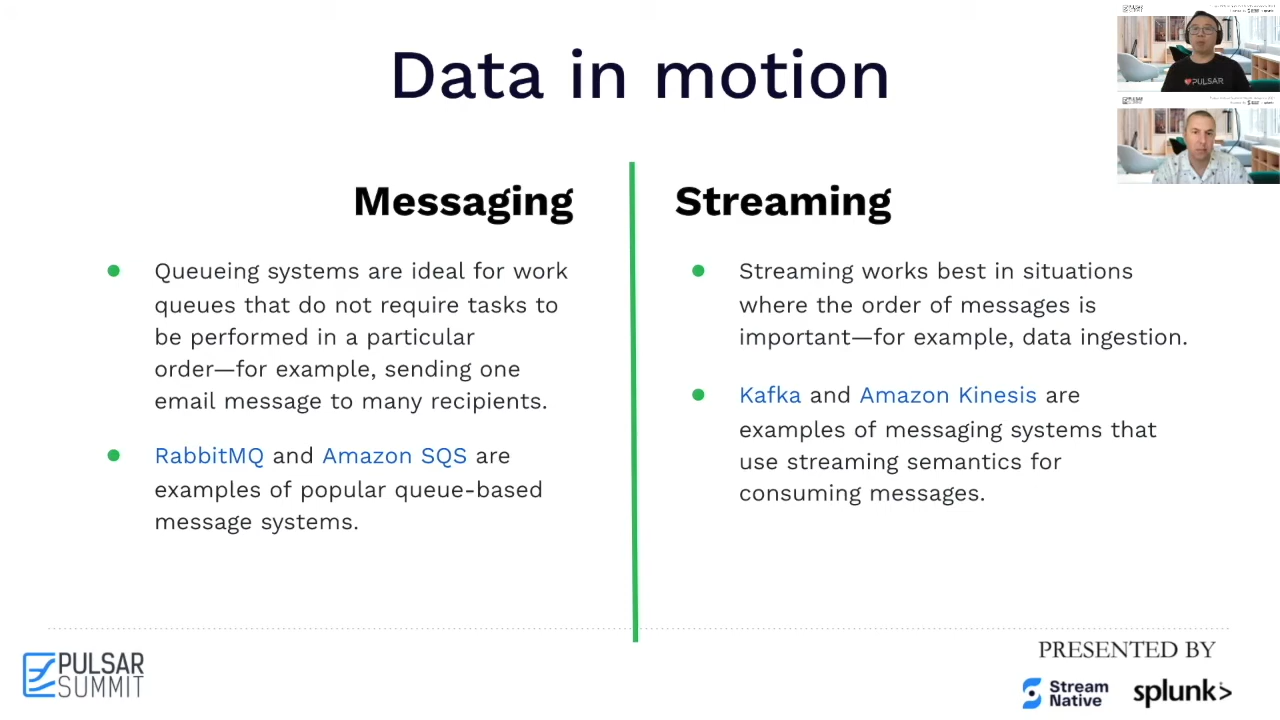 Data in motion
Messaging
Queueing systems are ideal for work
queues that do not require tasks to
be performed in a particular
order—for example, sending one
email message to many recipients.
RabbitMQ and Amazon SQS are
examples of popular queue-based
message systems.
Streaming
Streaming works best in situations
where the order of messages is
important—for example, data ingestion.
Kafka and Amazon Kinesis are
examples of messaging systems that
use streaming semantics for
consuming messages.
PULSAR
PULSAR
SUMMIT
PRESENTED BY
Stream
Native
splunk>